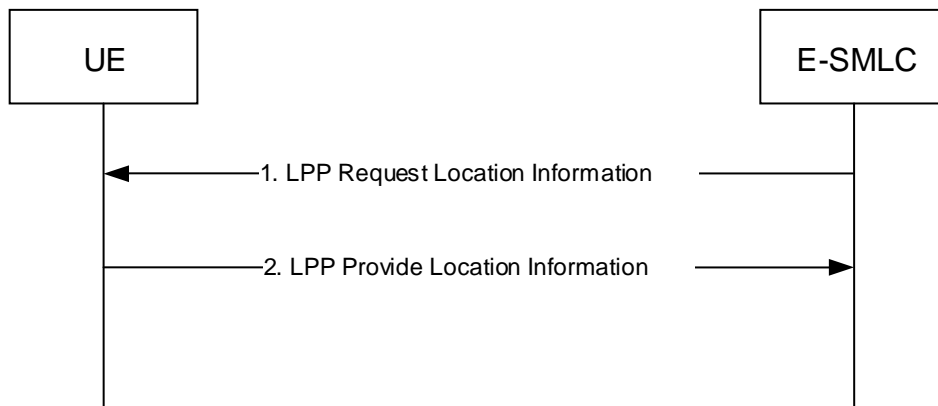 UE
E-SMLC
1. LPP Request Location Information
2. LPP Provide Location Information